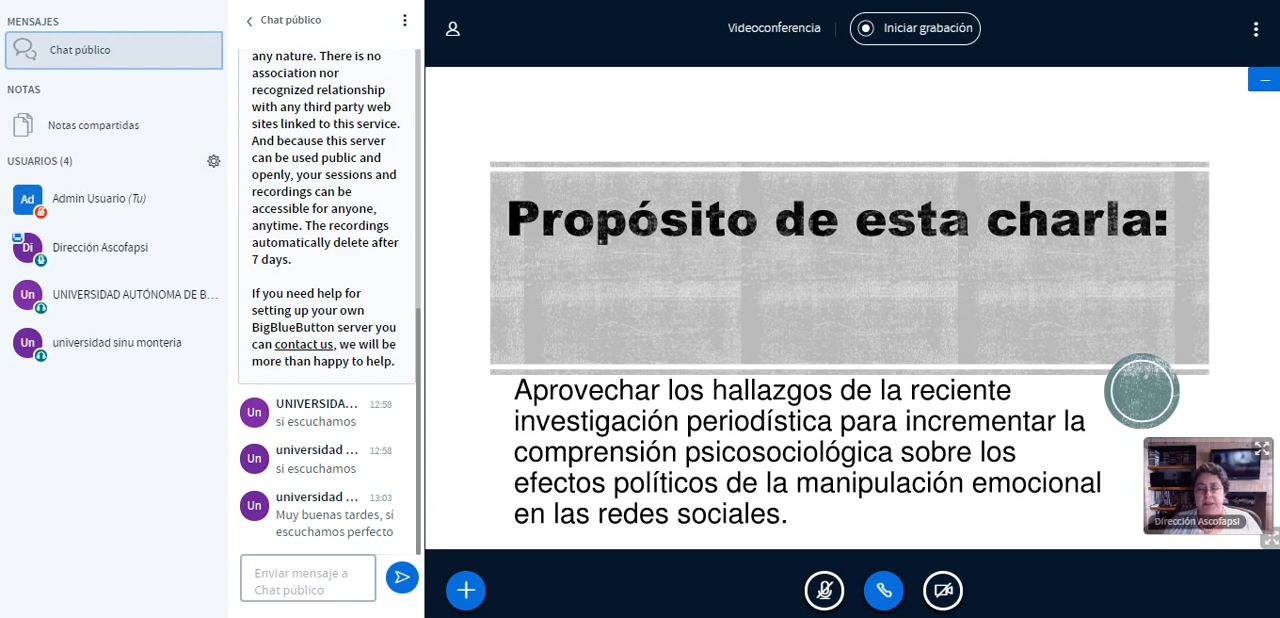 MENSAJES
Chat público
NOTAS
Notas compartidas
USUARIOS (4)
Ad
Admin Usuario (Tu)
Di
Dirección Ascofapsi
Un
UNIVERSIDAD AUTÓNOMA DE B...
Un
universidad sinu monteria
Chat público
any nature. There is no
association nor
recognized relationship
with any third party web
sites linked to this service.
And because this server
can be used public and
openly, your sessions and
recordings can be
accessible for anyone,
anytime. The recordings
automatically delete after
7 days.
If you need help for
setting up your own
BigBlueButton server you
can contact us, we will be
more than happy to help.
Un
UNIVERSIDA... 12:58
si escuchamos
Un
universidad ... 12:58
si escuchamos
Un
universidad ... 13:03
Muy buenas tardes, sí
escuchamos perfecto
Enviar mensaje a
Chat público
Videoconferencia
Iniciar grabación
Propósito de esta charla:
Aprovechar los hallazgos de la reciente
investigación periodística para incrementar la
comprensión psicosociológica sobre los
efectos políticos de la manipulación emocional
en las redes sociales.
Dirección Ascofapsi